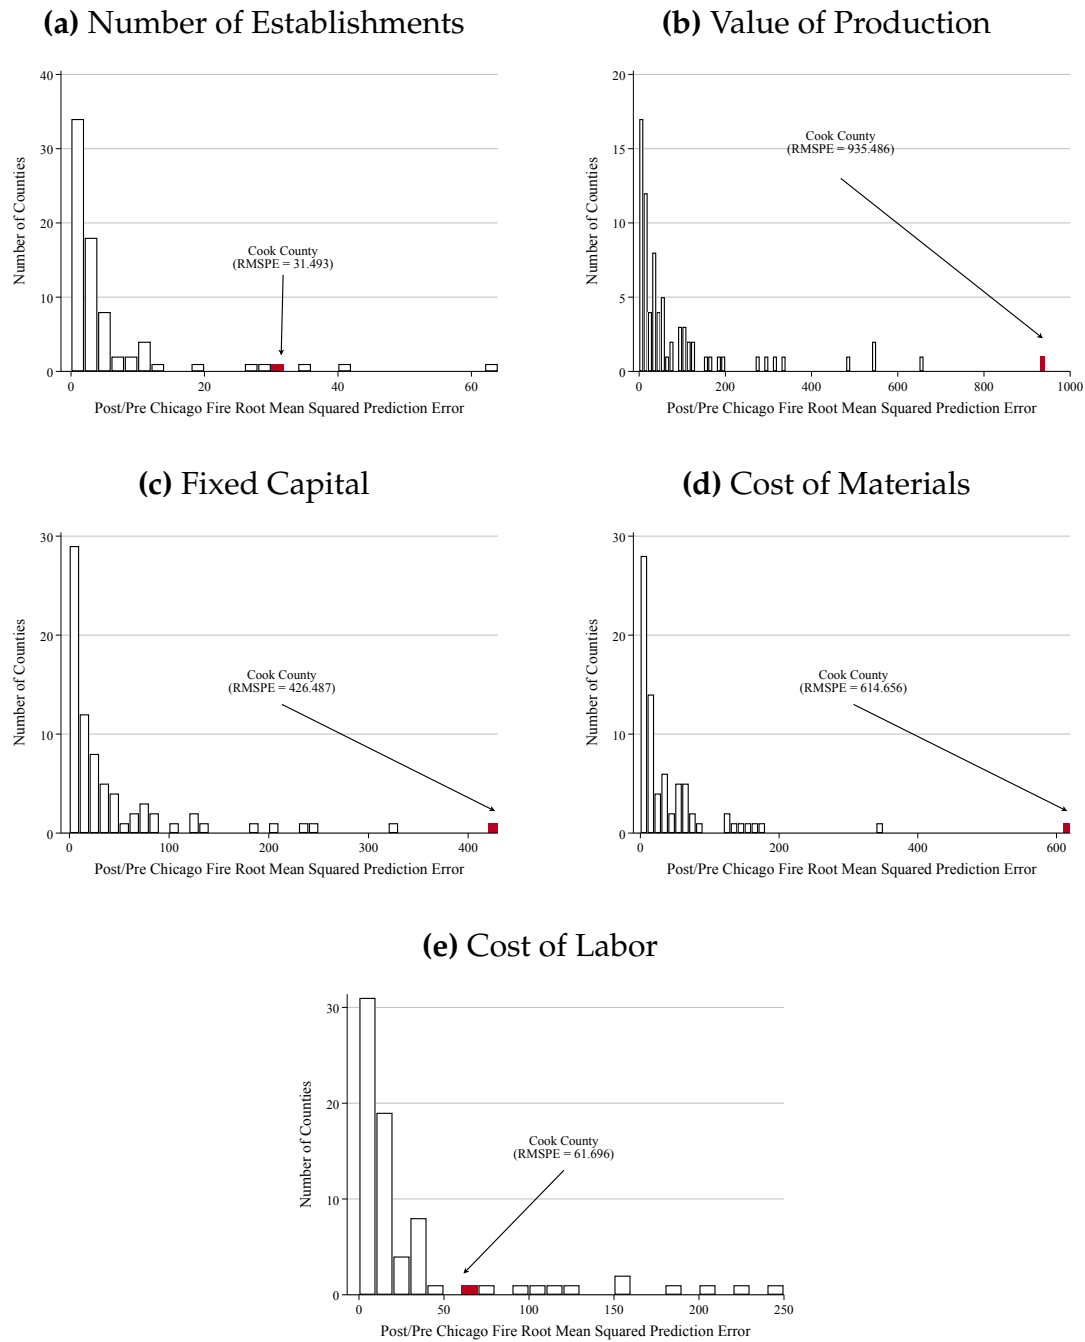 (a) Number of Establishments
40
30
20
10
0
Number of Counties
Cook County
(RMSPE = 31.493)
0 20 40 60
Post/Pre Chicago Fire Root Mean Squared Prediction Error
(b) Value of Production
20
15
10
5
0
Number of Counties
Cook County
(RMSPE = 935.486)
0 200 400 600 800 1000
Post/Pre Chicago Fire Root Mean Squared Prediction Error
(c) Fixed Capital
30
20
10
0
Number of Counties
Cook County
(RMSPE = 426.487)
0 100 200 300 400
Post/Pre Chicago Fire Root Mean Squared Prediction Error
(d) Cost of Materials
30
20
10
0
Number of Counties
Cook County
(RMSPE = 614.656)
0 200 400 600
Post/Pre Chicago Fire Root Mean Squared Prediction Error
(e) Cost of Labor
30
20
10
0
Number of Counties
Cook County
(RMSPE = 61.696)
0 50 100 150 200 250
Post/Pre Chicago Fire Root Mean Squared Prediction Error